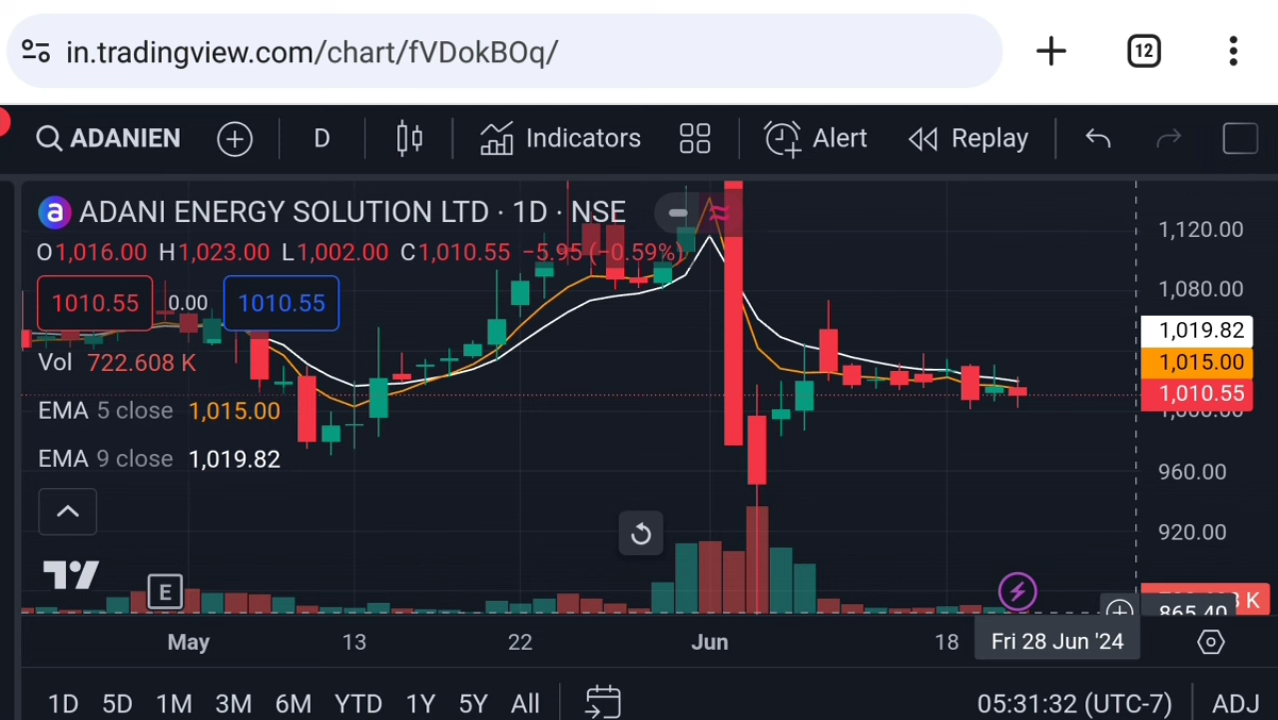 in.tradingview.com/chart/fVDokBOq/
12
ADANIEN D Indicators Alert Replay
a ADANI ENERGY SOLUTION LTD · 1D · NSE
O1,016.00 H1,023.00 L1,002.00 C1,010.55 −5.95 (−0.59%)
1010.55 0.00 1010.55
Vol 722.608 K
EMA 5 close 1,015.00
EMA 9 close 1,019.82
1,120.00
1,080.00
1,019.82
1,015.00
1,010.55
1,000.00
960.00
920.00
K
865.40
E
May 13 22 Jun 18 Fri 28 Jun '24
1D 5D 1M 3M 6M YTD 1Y 5Y All 05:31:32 (UTC-7) ADJ